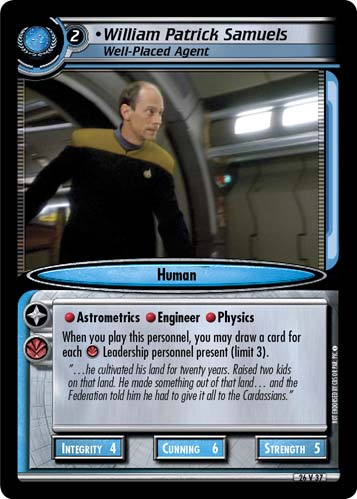 2
•William Patrick Samuels
Well-Placed Agent
Human
Astrometrics Engineer Physics
When you play this personnel, you may draw a card for
each Leadership personnel present (limit 3).
"…he cultivated his land for twenty years. Raised two kids
on that land. He made something out of that land… and the
Federation told him he had to give it all to the Cardassians."
Integrity 4
Cunning 6
Strength 5
26 V 37